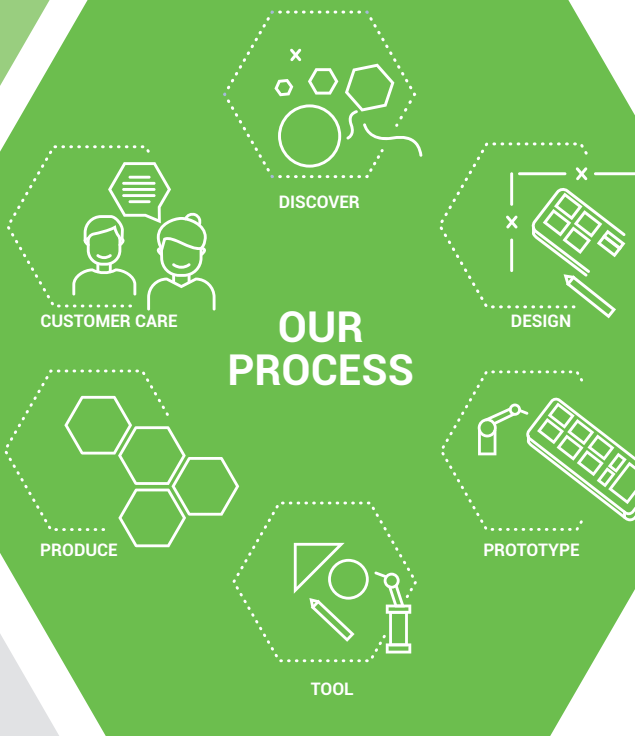 DISCOVER
CUSTOMER CARE
DESIGN
OUR
PROCESS
PRODUCE
PROTOTYPE
TOOL